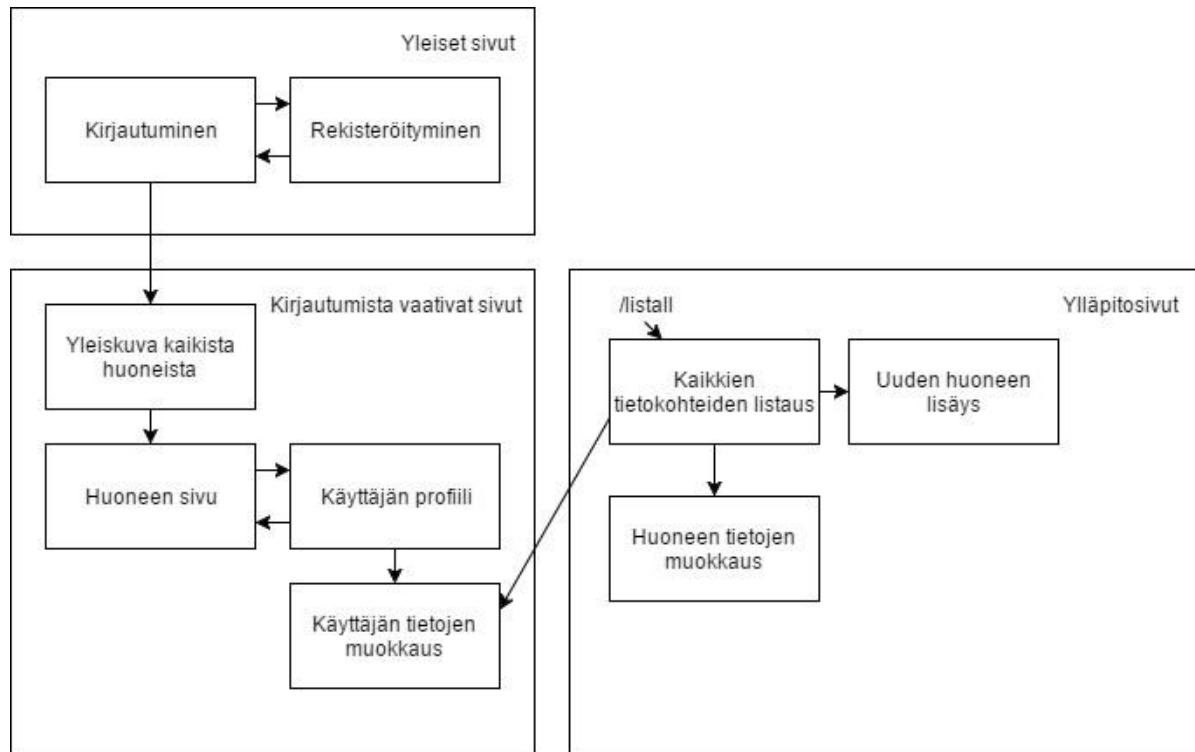 Yleiset sivut
Kirjautuminen
Rekisteröityminen
Kirjautumista vaativat sivut
Yleiskuva kaikista
huoneista
Huoneen sivu
Käyttäjän profiili
Käyttäjän tietojen
muokkaus
/listall
Ylläpitosivut
Kaikkien
tietokohteiden listaus
Uuden huoneen
lisäys
Huoneen tietojen
muokkaus